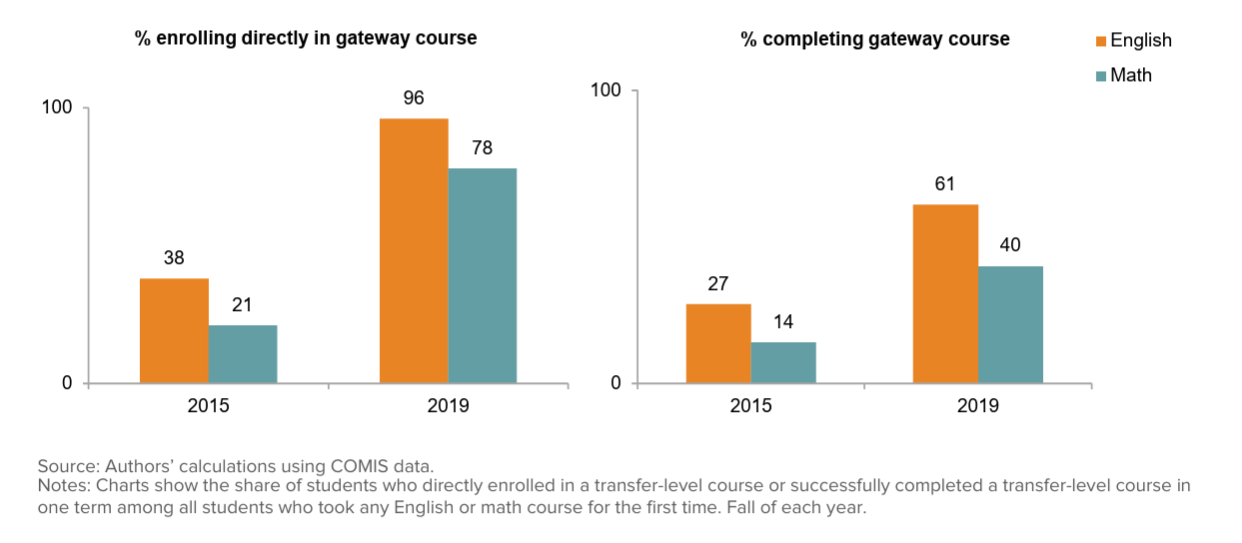 % enrolling directly in gateway course
100
0
38
21
96
78
2015
2019
% completing gateway course
100
0
27
14
61
40
2015
2019
English
Math
Source: Authors’ calculations using COMIS data.
Notes: Charts show the share of students who directly enrolled in a transfer-level course or successfully completed a transfer-level course in
one term among all students who took any English or math course for the first time. Fall of each year.